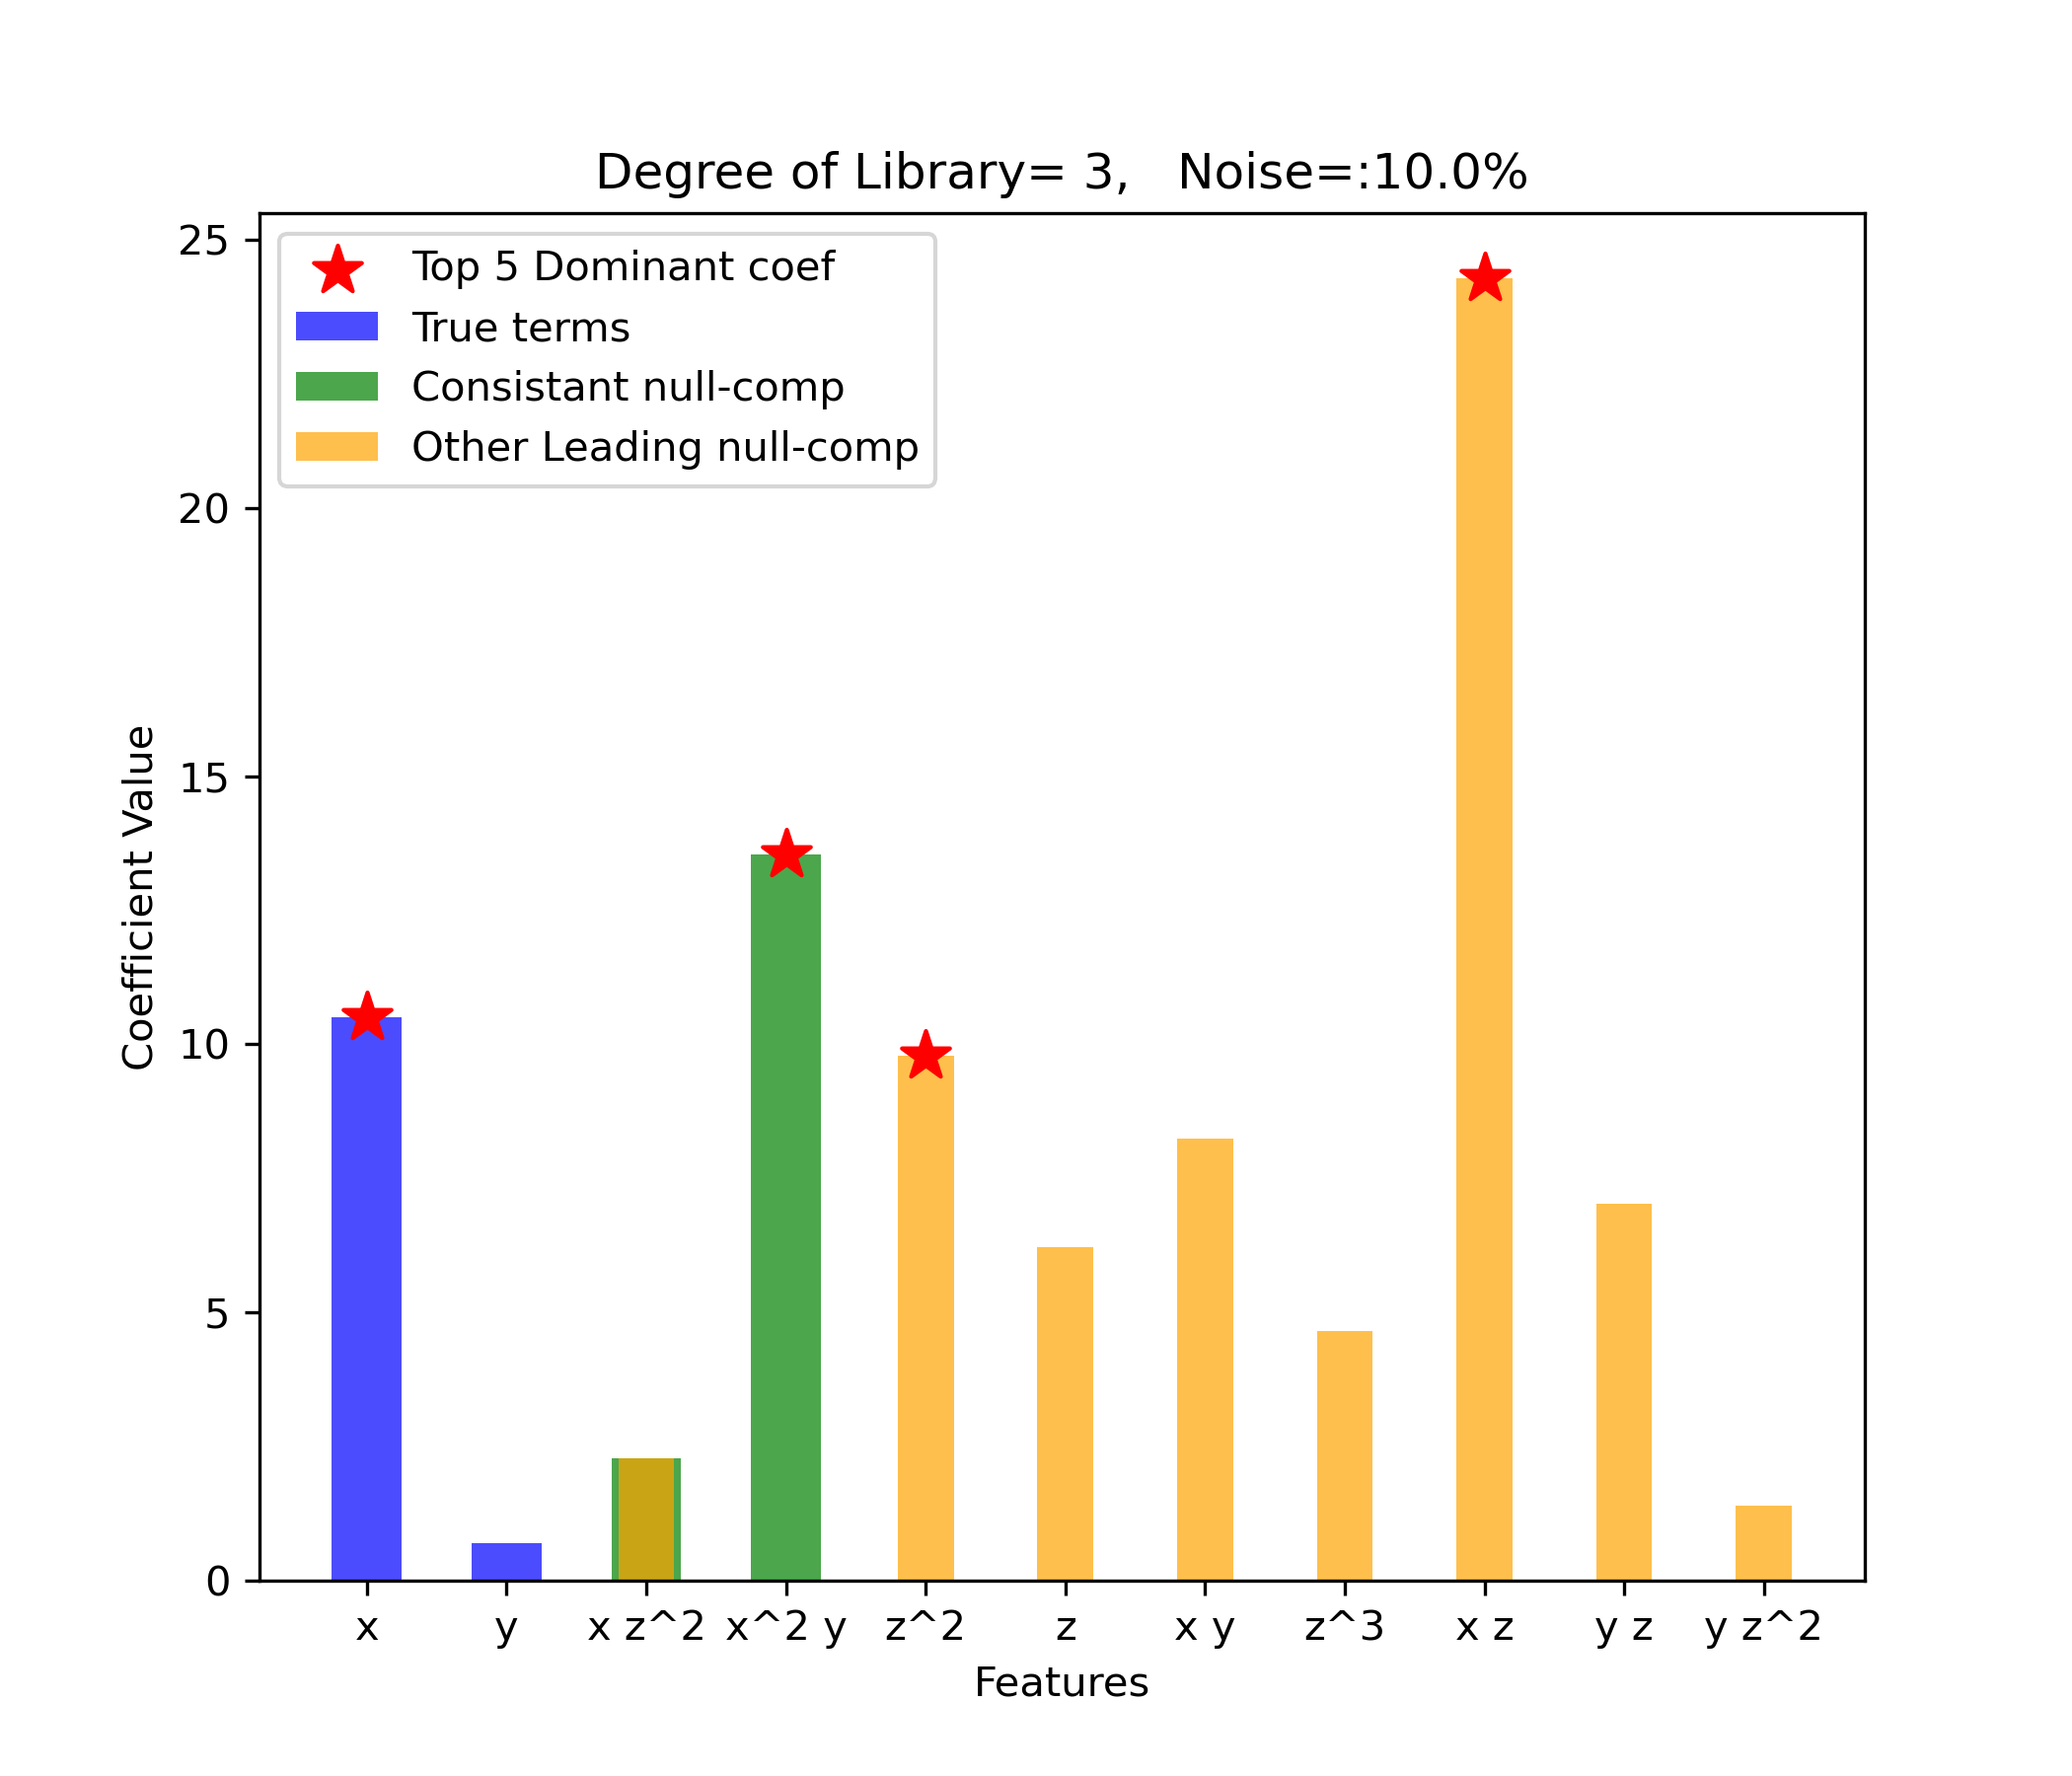 Degree of Library= 3,   Noise=:10.0%
Top 5 Dominant coef
True terms
Consistant null-comp
Other Leading null-comp
Coefficient Value
25
20
15
10
5
0
x y x z^2 x^2 y z^2 z x y z^3 x z y z y z^2
Features